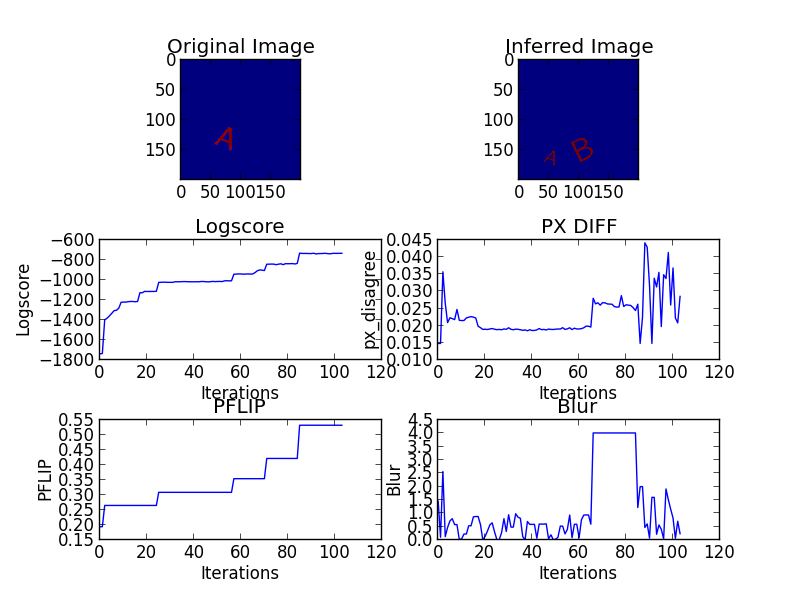 Original Image
Inferred Image
0
50
100
150
A
0 50 100150
0
50
100
150
A B
0 50 100150
Logscore
−600
−800
−1000
−1200
−1400
−1600
−1800
Logscore
0 20 40 60 80 100 120
Iterations
PX DIFF
0.045
0.040
0.035
0.030
0.025
0.020
0.015
0.010
px_disagree
0 20 40 60 80 100 120
Iterations
PFLIP
0.55
0.50
0.45
0.40
0.35
0.30
0.25
0.20
0.15
PFLIP
0 20 40 60 80 100 120
Iterations
Blur
4.5
4.0
3.5
3.0
2.5
2.0
1.5
1.0
0.5
0.0
Blur
0 20 40 60 80 100 120
Iterations